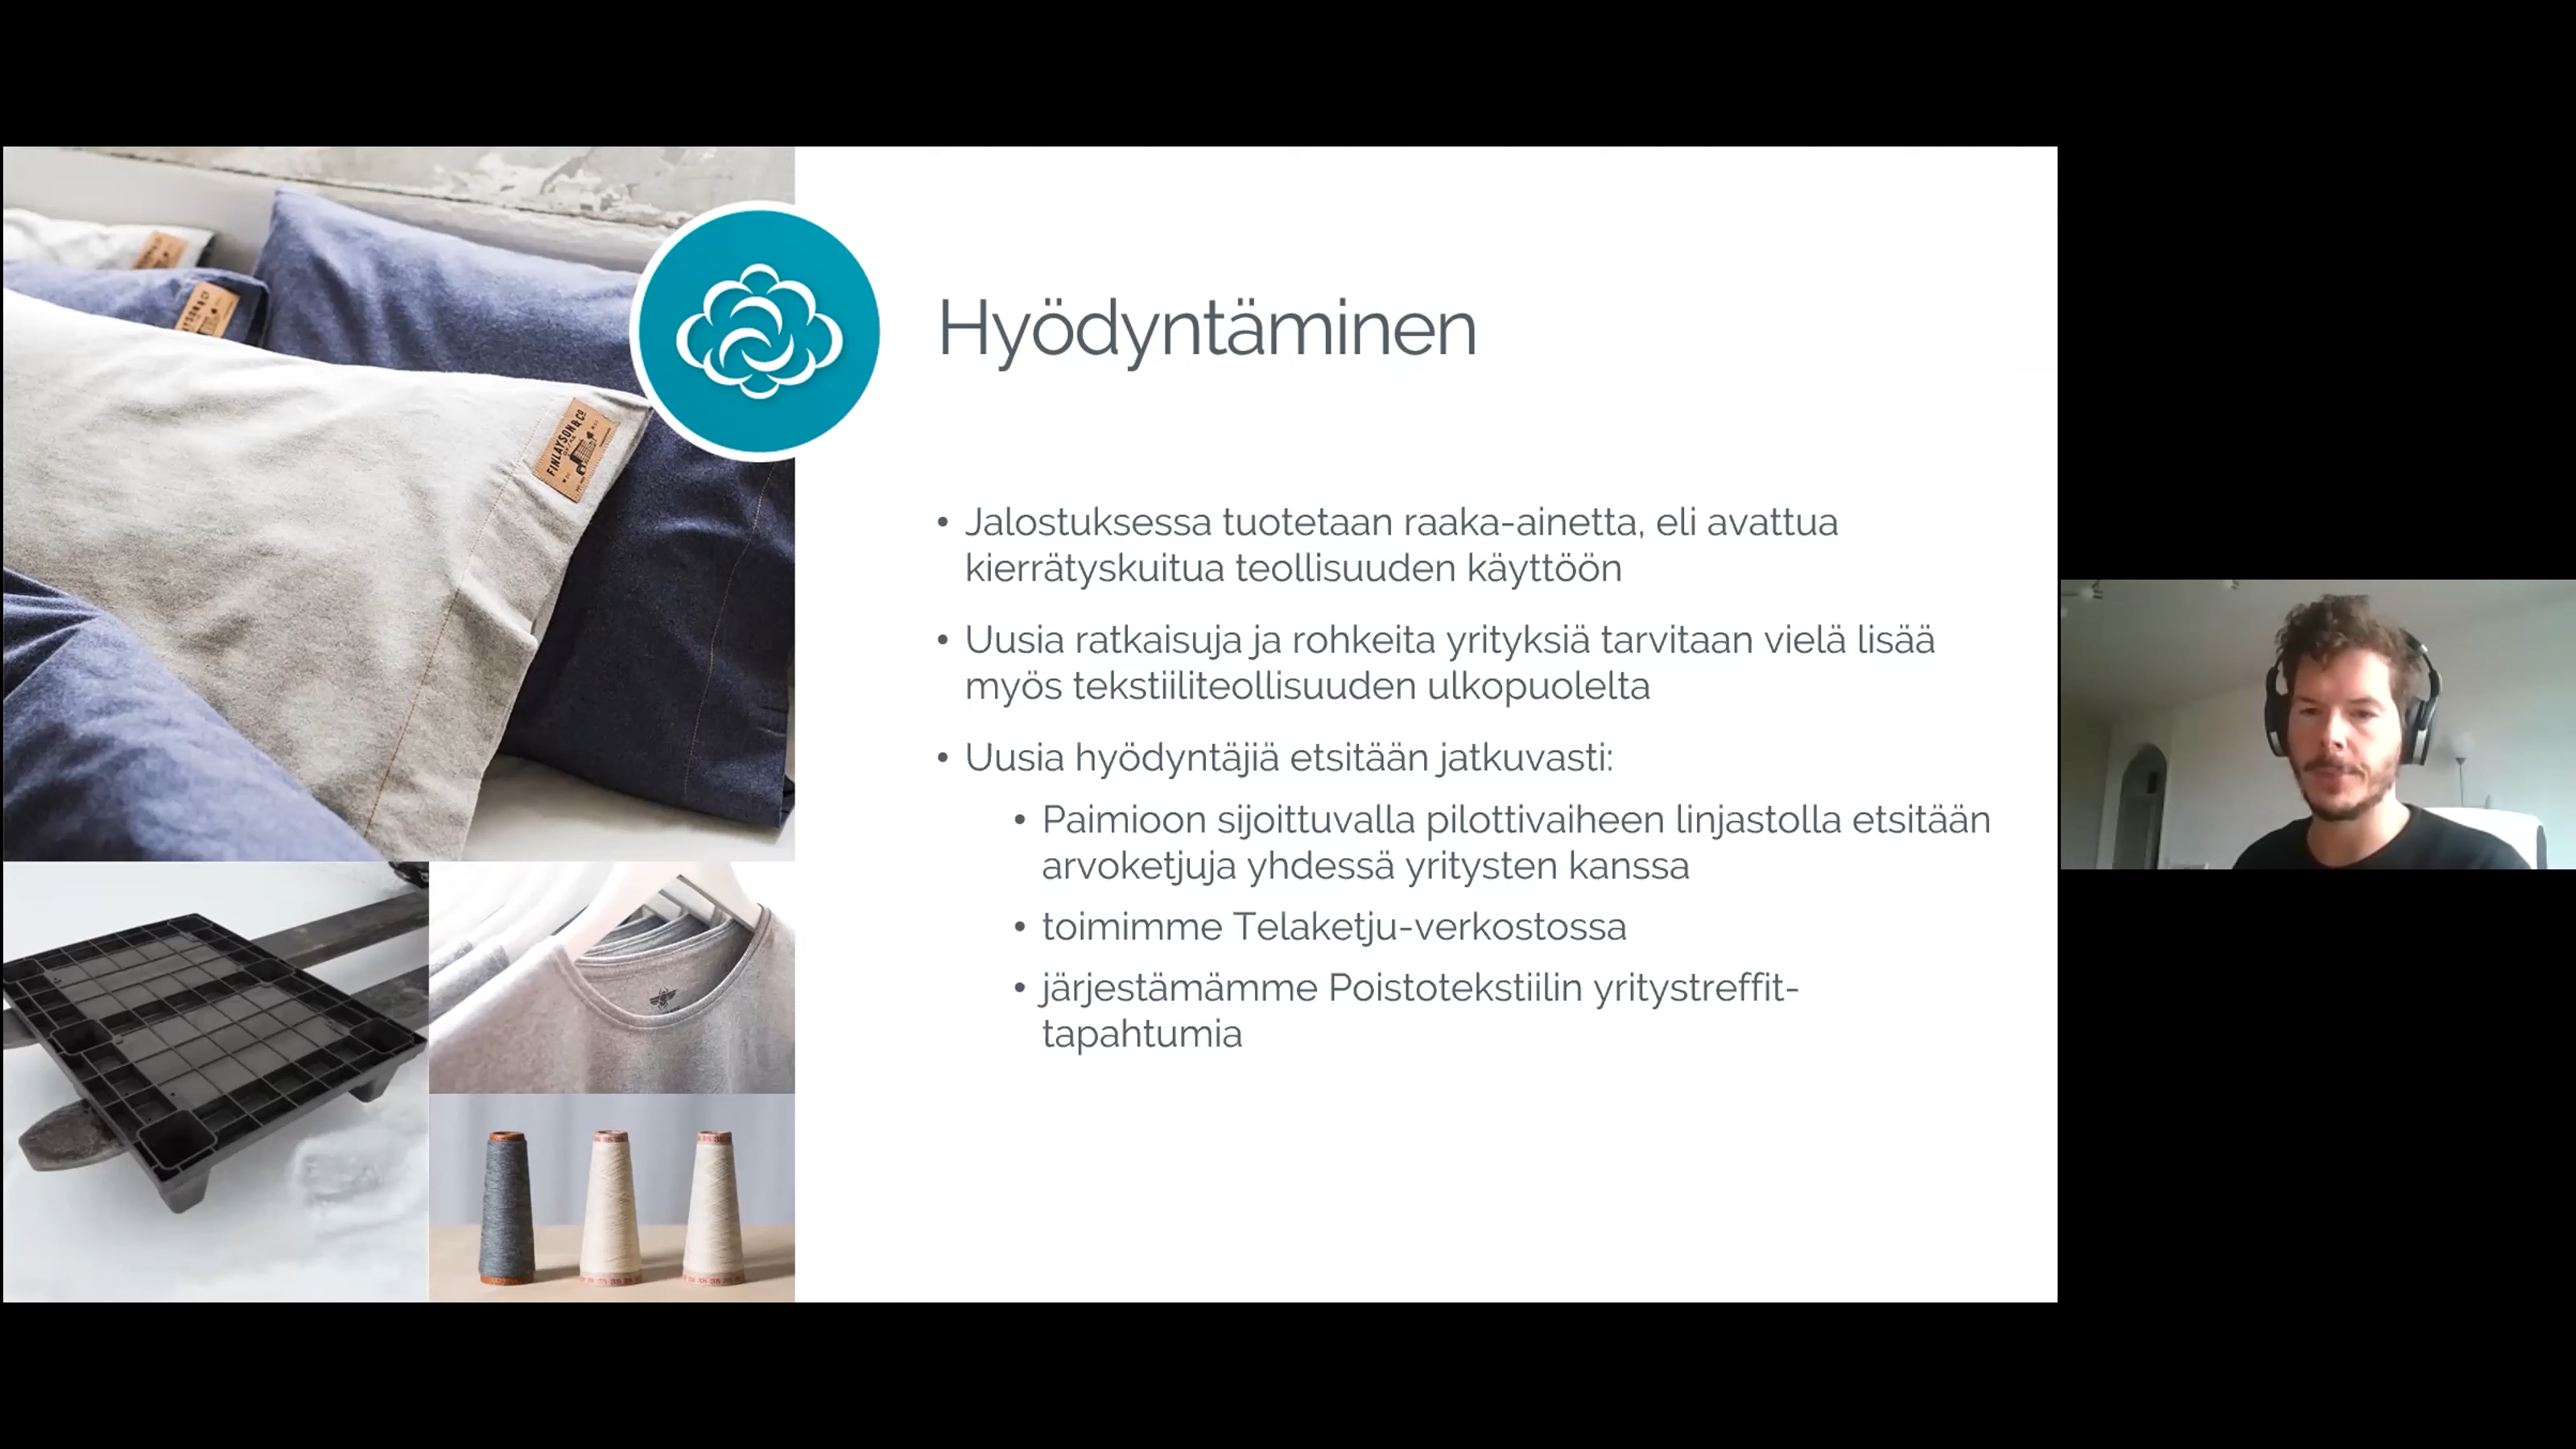 Hyödyntäminen
• Jalostuksessa tuotetaan raaka-ainetta, eli avattua
kierrätyskuitua teollisuuden käyttöön
• Uusia ratkaisuja ja rohkeita yrityksiä tarvitaan vielä lisää
myös tekstiiliteollisuuden ulkopuolelta
• Uusia hyödyntäjiä etsitään jatkuvasti:
• Paimioon sijoittuvalla pilottivaiheen linjastolla etsitään
arvoketjuja yhdessä yritysten kanssa
• toimimme Telaketju-verkostossa
• järjestämämme Poistotekstiilin yritystreffit-
tapahtumia
FINLAYSON & Co